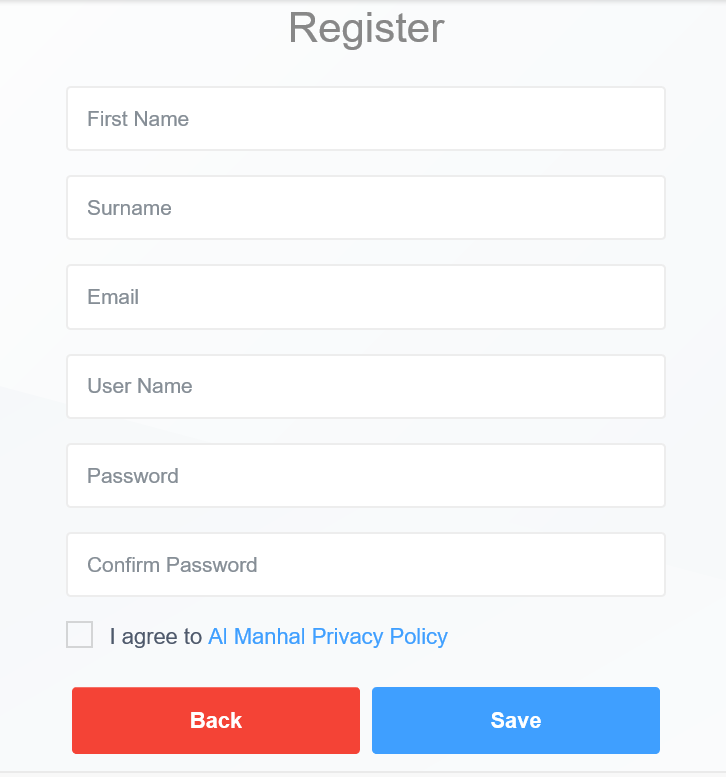 Register
First Name
Surname
Email
User Name
Password
Confirm Password
I agree to Al Manhal Privacy Policy
Back
Save